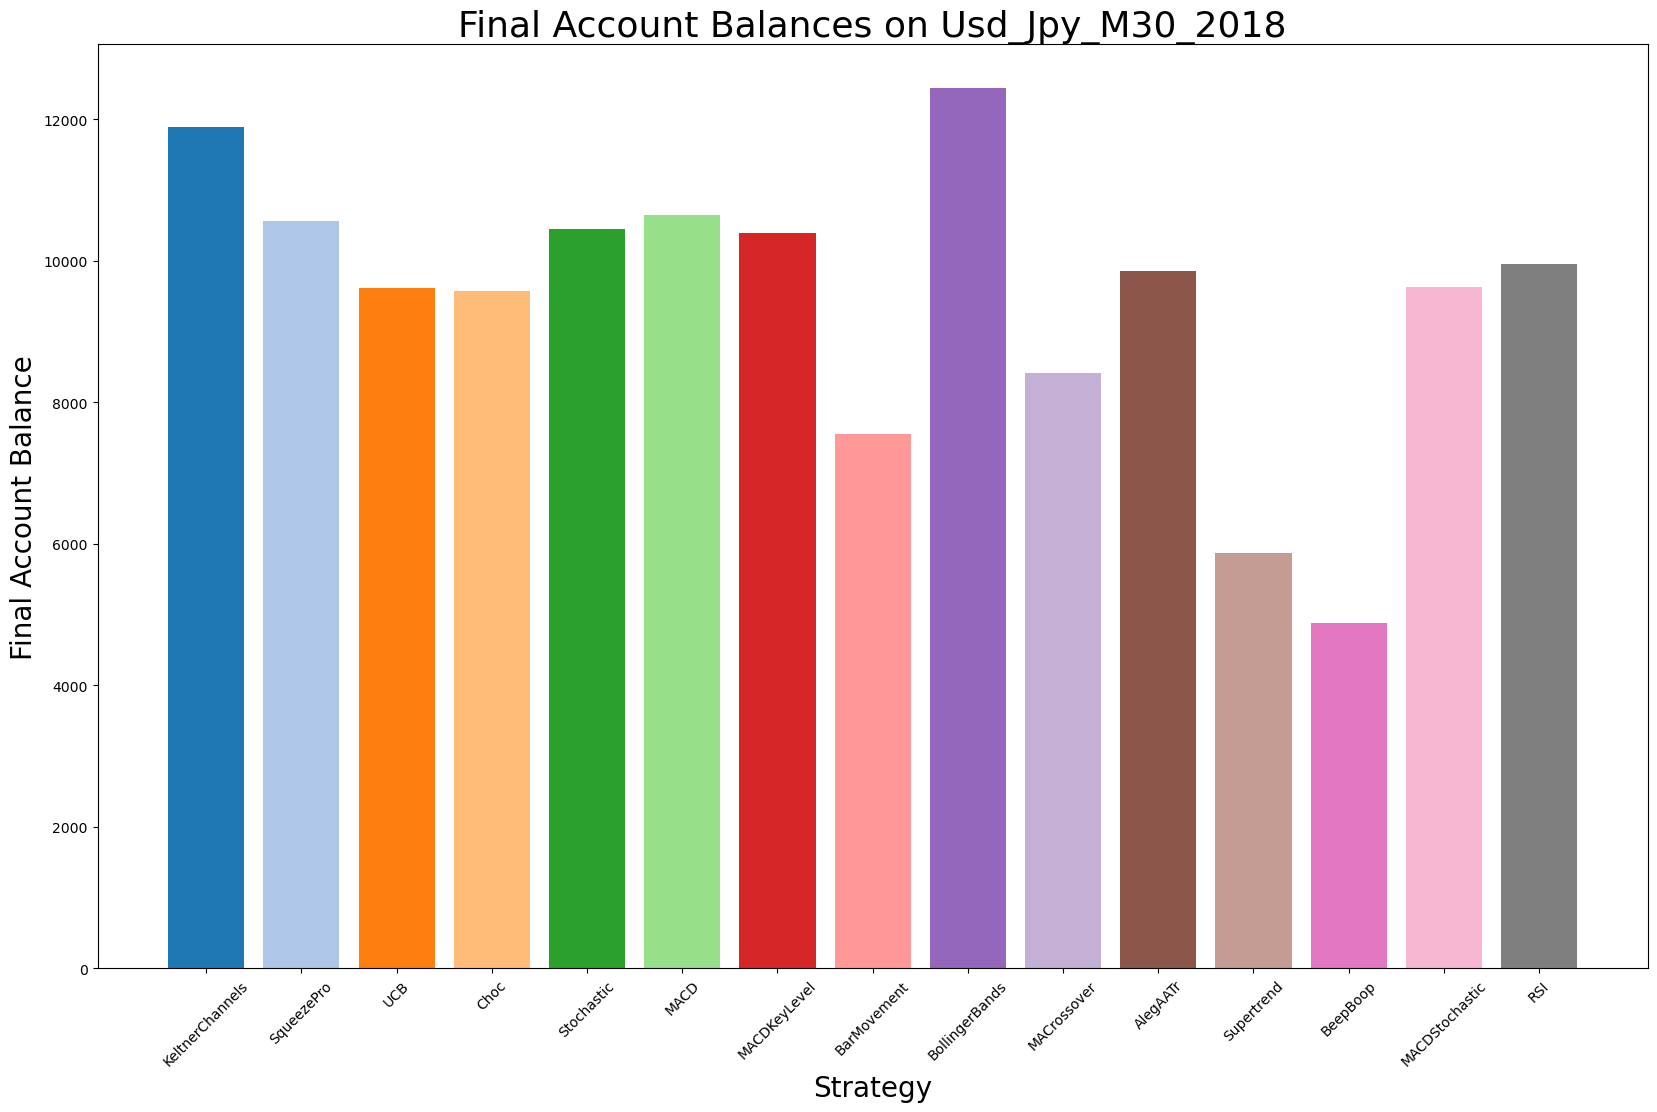 Final Account Balances on Usd_Jpy_M30_2018
Final Account Balance
12000
10000
8000
6000
4000
2000
0
KeltnerChannels
SqueezePro
UCB
Choc
Stochastic
MACD
MACDKeyLevel
BarMovement
BollingerBands
MACrossover
AlegAATr
Supertrend
BeepBoop
MACDStochastic
RSI
Strategy